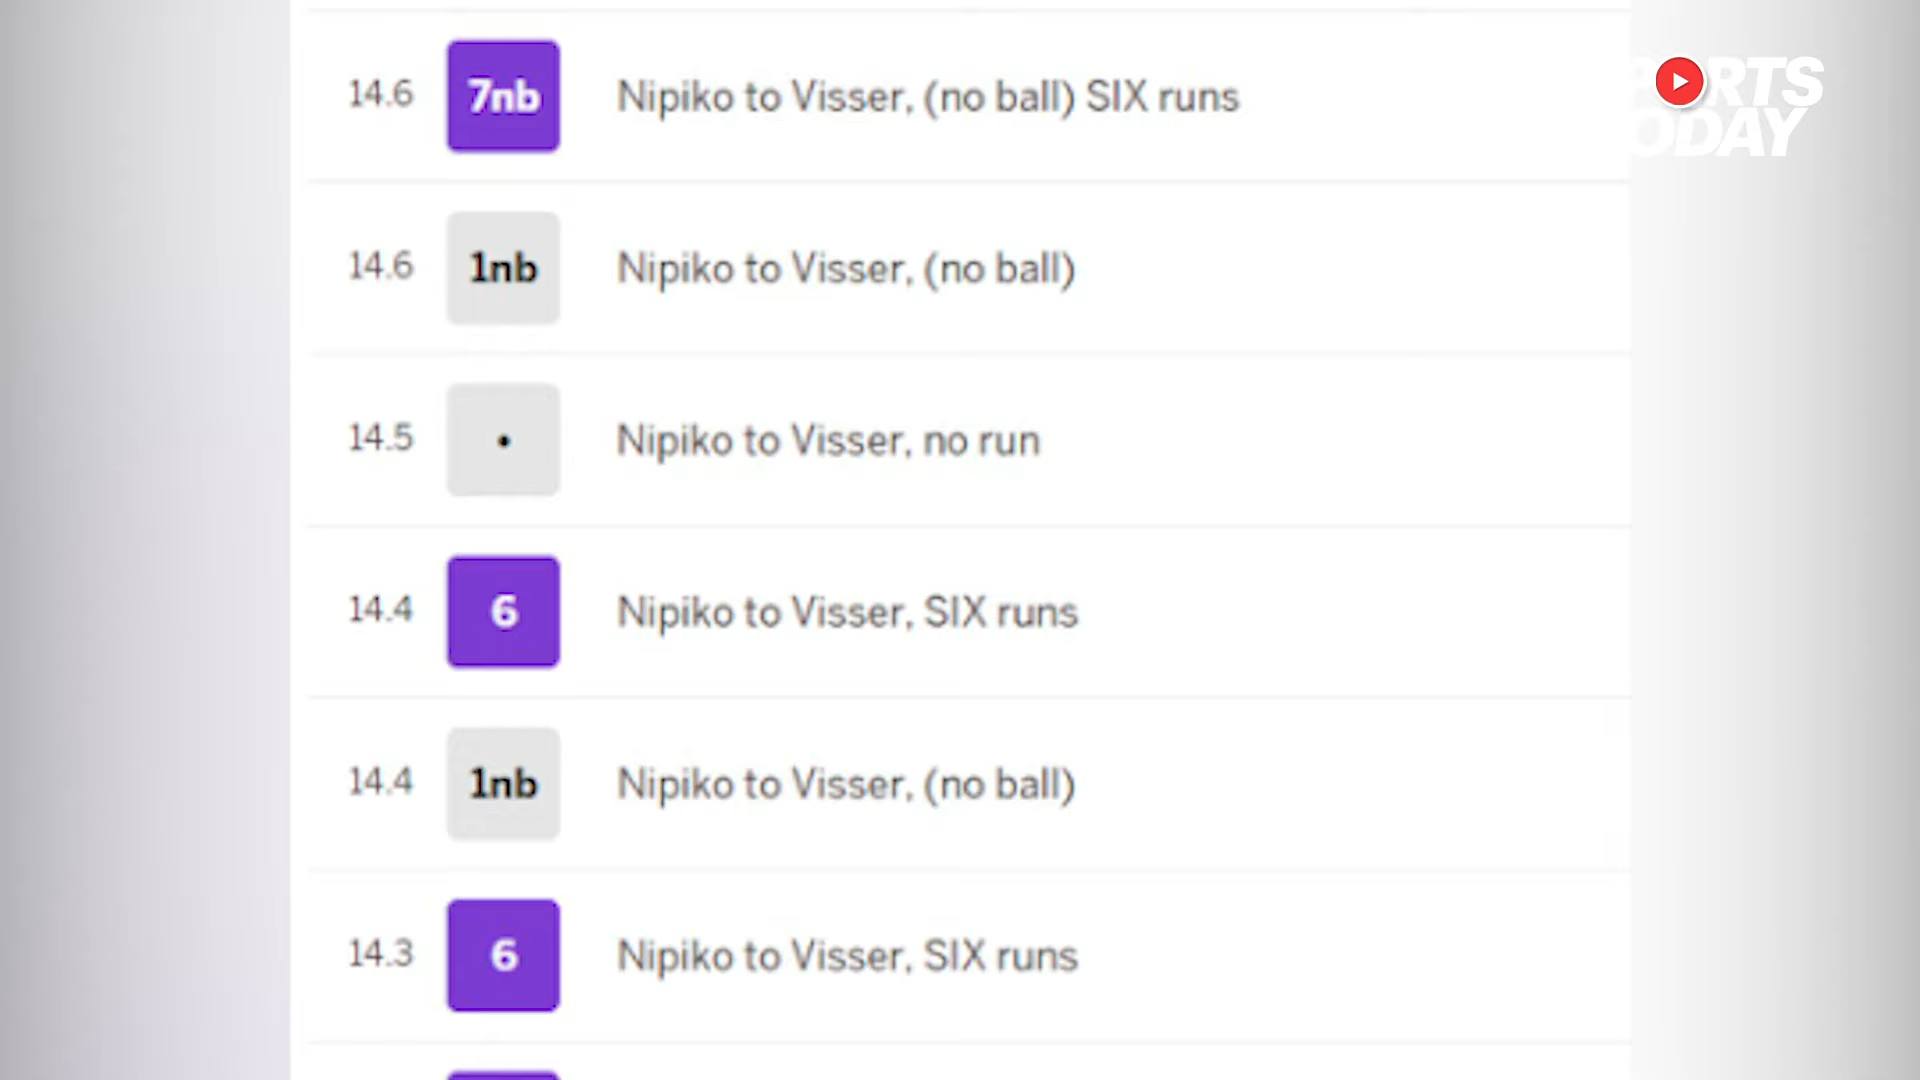 14.6 7nb Nipiko to Visser, (no ball) SIX runs
14.6 1nb Nipiko to Visser, (no ball)
14.5 • Nipiko to Visser, no run
14.4 6 Nipiko to Visser, SIX runs
14.4 1nb Nipiko to Visser, (no ball)
14.3 6 Nipiko to Visser, SIX runs
SPORTS
TODAY